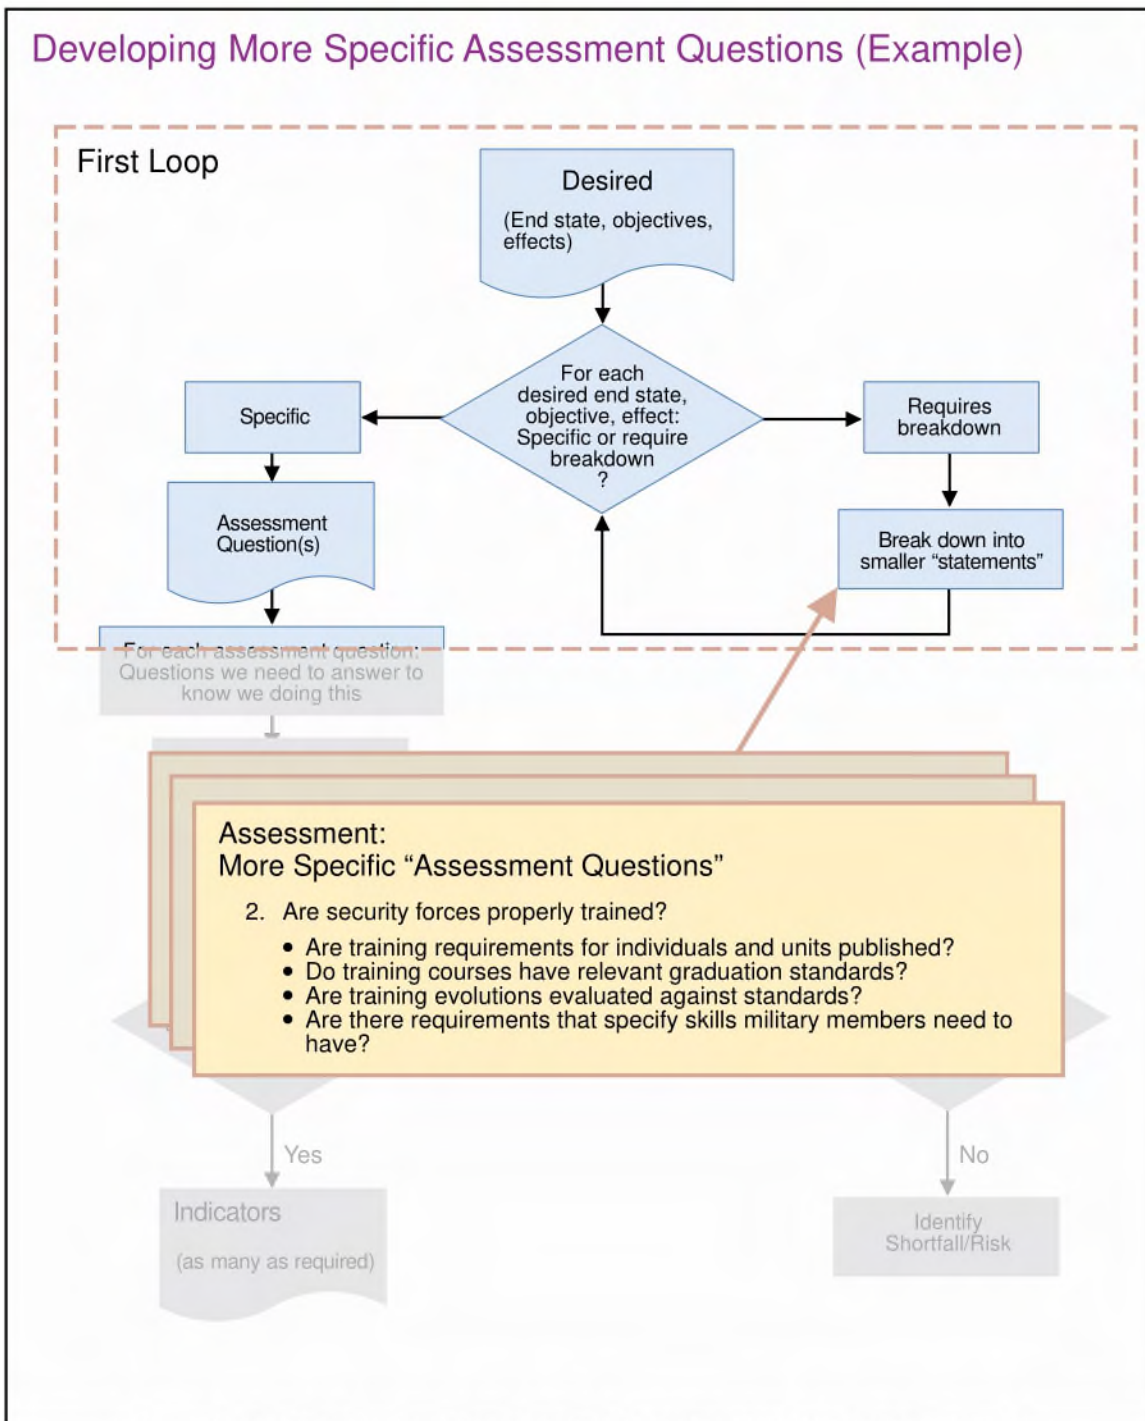 Developing More Specific Assessment Questions (Example)
First Loop
Desired
(End state, objectives,
effects)
For each
desired end state,
objective, effect:
Specific or require
breakdown
?
Specific
Requires
breakdown
Assessment
Question(s)
Break down into
smaller “statements”
For each assessment question:
Questions we need to answer to
know we doing this
Assessment:
More Specific “Assessment Questions”
2. Are security forces properly trained?
• Are training requirements for individuals and units published?
• Do training courses have relevant graduation standards?
• Are training evolutions evaluated against standards?
• Are there requirements that specify skills military members need to
have?
Yes
No
Indicators
(as many as required)
Identify
Shortfall/Risk